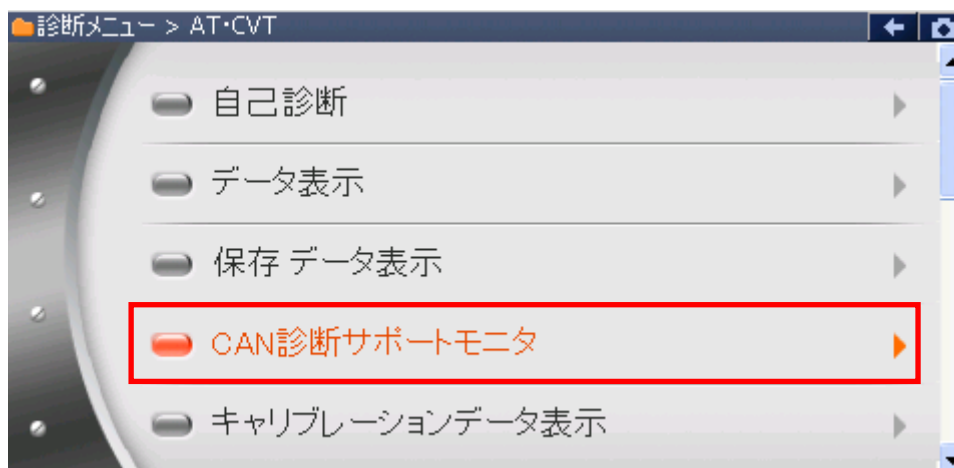 診断メニュー > AT･CVT
自己診断
データ表示
保存 データ表示
CAN診断サポートモニタ
キャリブレーションデータ表示